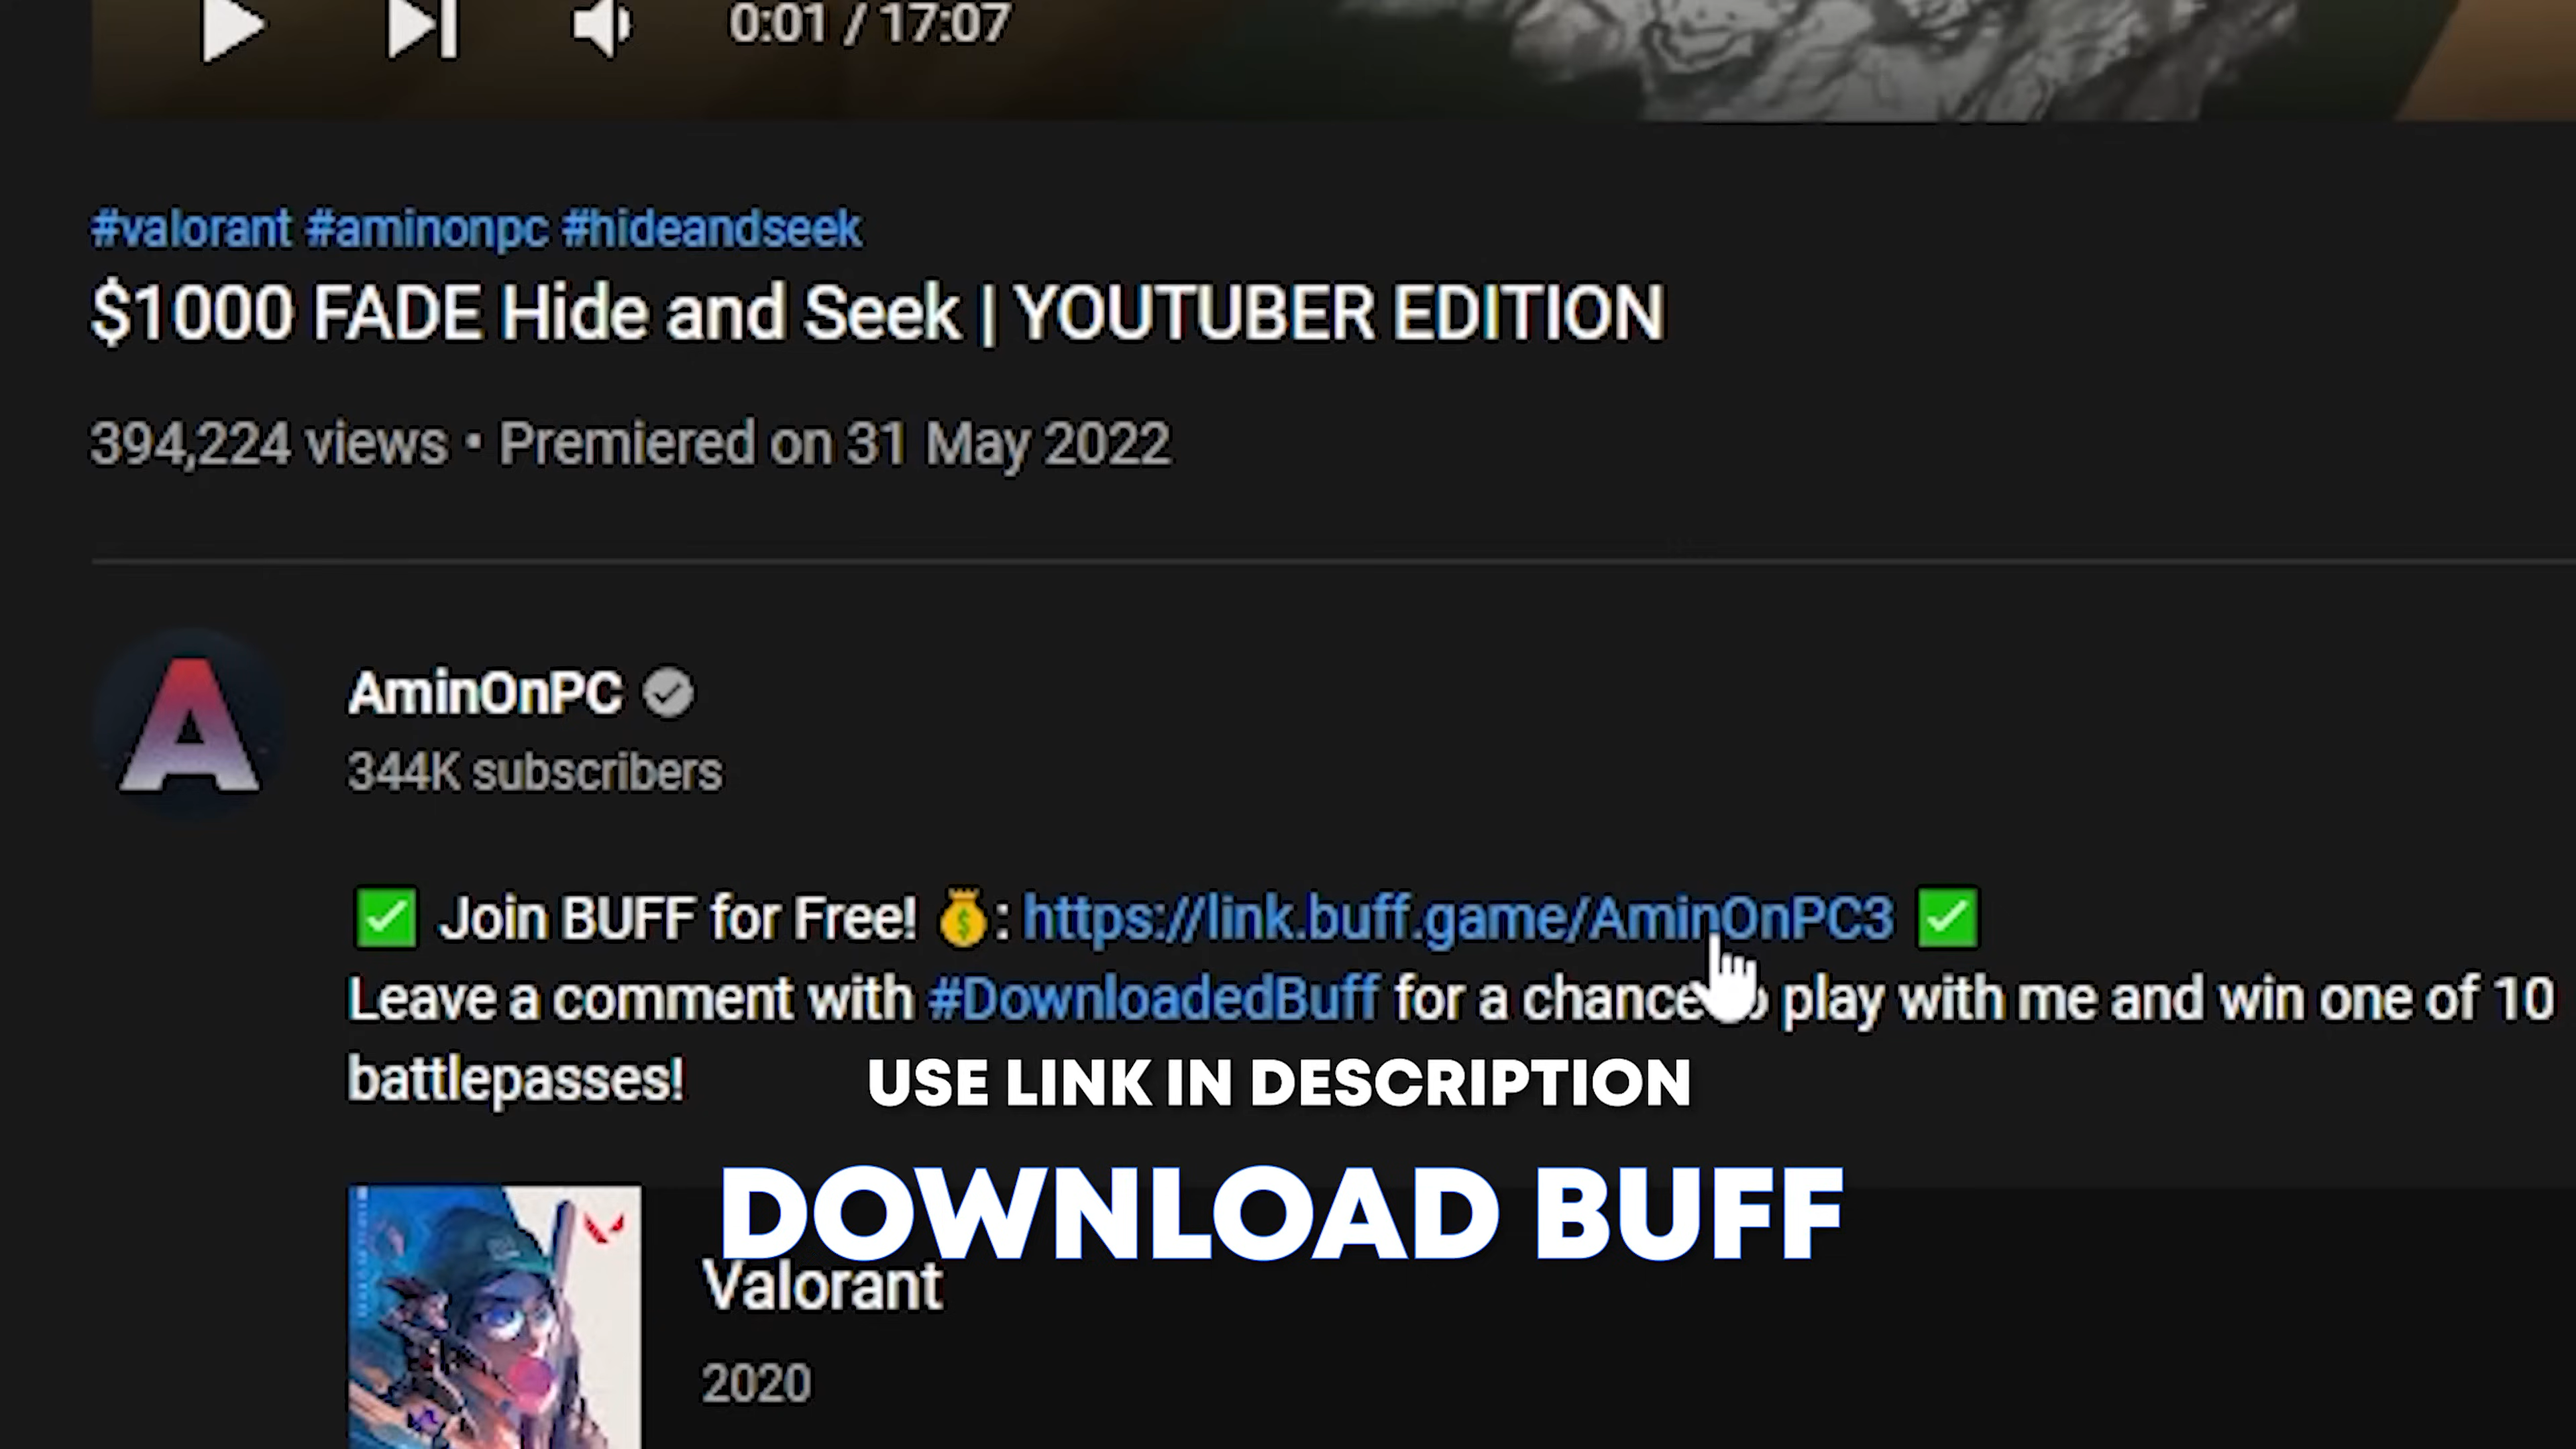 0:01 / 17:07
#valorant #aminonpc #hideandseek
$1000 FADE Hide and Seek | YOUTUBER EDITION
394,224 views • Premiered on 31 May 2022
A
AminOnPC
344K subscribers
✅ Join BUFF for Free! 💰: https://link.buff.game/AminOnPC3 ✅
Leave a comment with #DownloadedBuff for a chance play with me and win one of 10
battlepasses!
USE LINK IN DESCRIPTION
DOWNLOAD BUFF
Valorant
2020